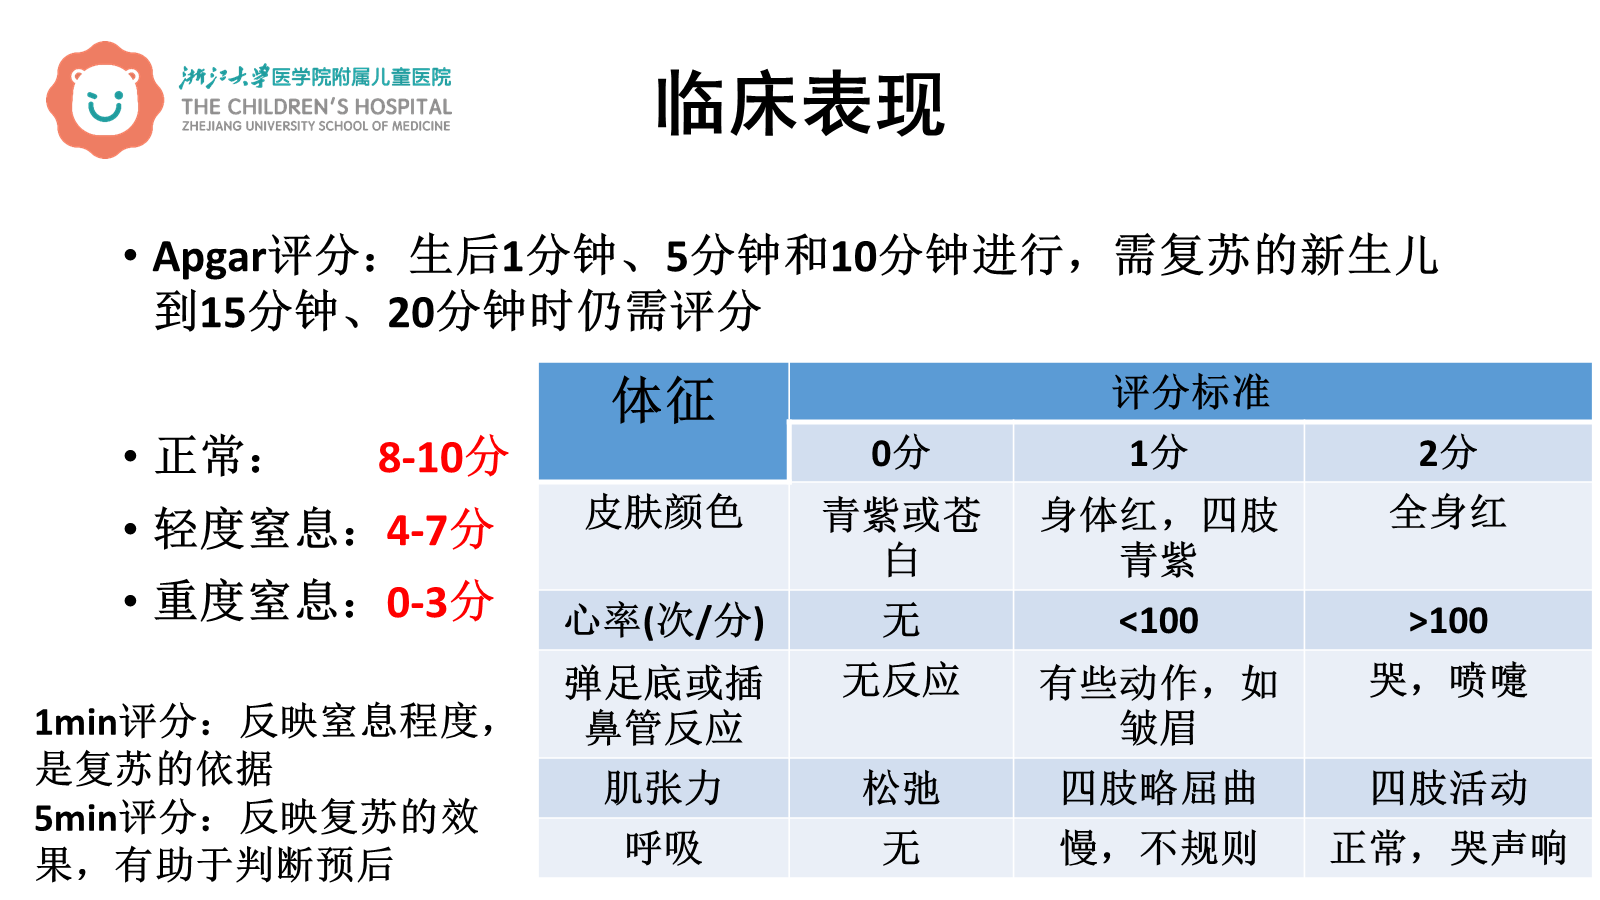 浙江大学医学院附属儿童医院
THE CHILDREN'S HOSPITAL
ZHEJIANG UNIVERSITY SCHOOL OF MEDICINE
临床表现
• Apgar评分：生后1分钟、5分钟和10分钟进行，需复苏的新生儿
到15分钟、20分钟时仍需评分
• 正常： 8-10分
• 轻度窒息：4-7分
• 重度窒息：0-3分
1min评分：反映窒息程度，
是复苏的依据
5min评分：反映复苏的效
果，有助于判断预后
体征 评分标准
0分 1分 2分
皮肤颜色 青紫或苍 身体红，四肢 全身红
白 青紫
心率(次/分) 无 <100 >100
弹足底或插 无反应 有些动作，如 哭，喷嚏
鼻管反应 皱眉
肌张力 松弛 四肢略屈曲 四肢活动
呼吸 无 慢，不规则 正常，哭声响